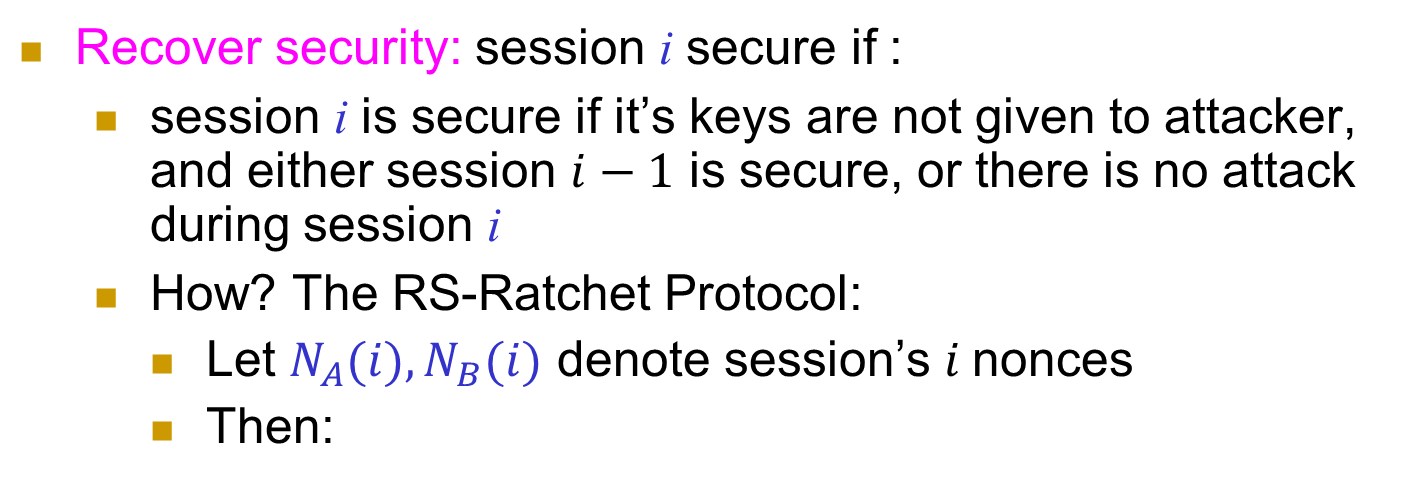 Recover security: session i secure if :
session i is secure if it’s keys are not given to attacker,
and either session i − 1 is secure, or there is no attack
during session i
How? The RS-Ratchet Protocol:
Let N_A(i), N_B(i) denote session’s i nonces
Then: